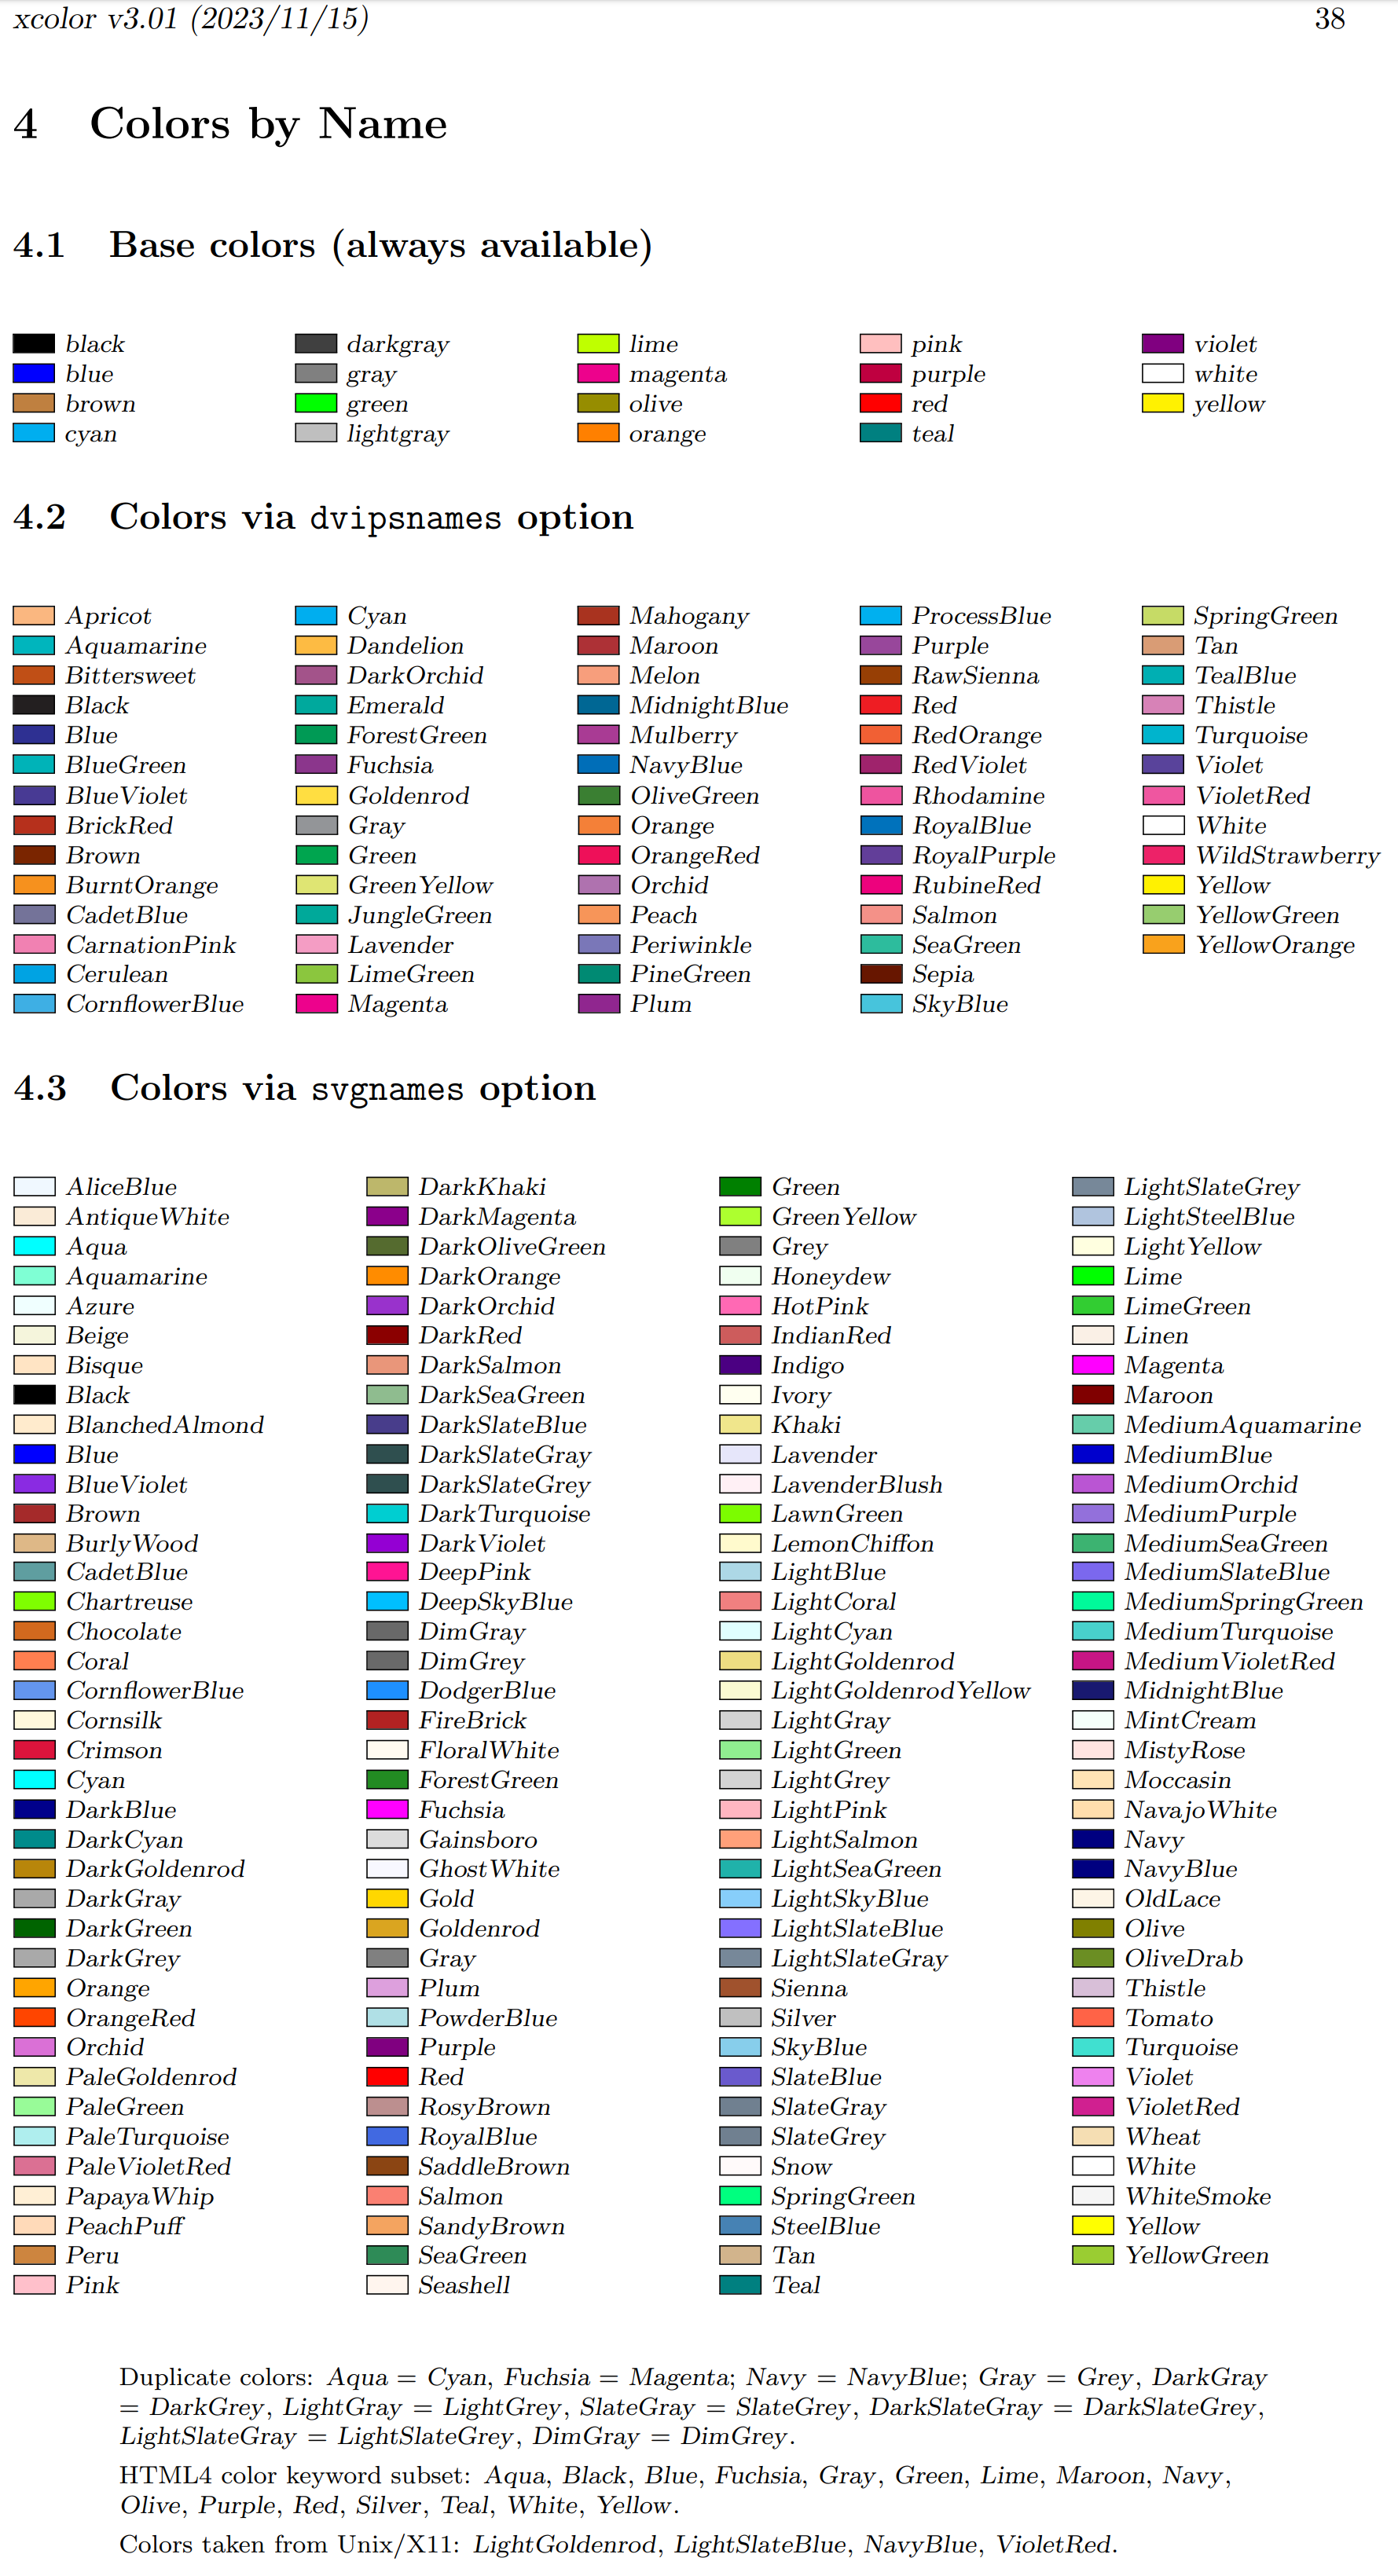 xcolor v3.01 (2023/11/15) 38
4 Colors by Name
4.1 Base colors (always available)
black darkgray lime pink violet
blue gray magenta purple white
brown green olive red yellow
cyan lightgray orange teal
4.2 Colors via dvipsnames option
Apricot Cyan Mahogany ProcessBlue SpringGreen
Aquamarine Dandelion Maroon Purple Tan
Bittersweet DarkOrchid Melon RawSienna TealBlue
Black Emerald MidnightBlue Red Thistle
Blue ForestGreen Mulberry RedOrange Turquoise
BlueGreen Fuchsia NavyBlue RedViolet Violet
BlueViolet Goldenrod OliveGreen Rhodamine VioletRed
BrickRed Gray Orange RoyalBlue White
Brown Green OrangeRed RoyalPurple WildStrawberry
BurntOrange GreenYellow Orchid RubineRed Yellow
CadetBlue JungleGreen Peach Salmon YellowGreen
CarnationPink Lavender Periwinkle SeaGreen YellowOrange
Cerulean LimeGreen PineGreen Sepia
CornflowerBlue Magenta Plum SkyBlue
4.3 Colors via svgnames option
AliceBlue DarkKhaki Green LightSlateGrey
AntiqueWhite DarkMagenta GreenYellow LightSteelBlue
Aqua DarkOliveGreen Grey LightYellow
Aquamarine DarkOrange Honeydew Lime
Azure DarkOrchid HotPink LimeGreen
Beige DarkRed IndianRed Linen
Bisque DarkSalmon Indigo Magenta
Black DarkSeaGreen Ivory Maroon
BlanchedAlmond DarkSlateBlue Khaki MediumAquamarine
Blue DarkSlateGray Lavender MediumBlue
BlueViolet DarkSlateGrey LavenderBlush MediumOrchid
Brown DarkTurquoise LawnGreen MediumPurple
BurlyWood DarkViolet LemonChiffon MediumSeaGreen
CadetBlue DeepPink LightBlue MediumSlateBlue
Chartreuse DeepSkyBlue LightCoral MediumSpringGreen
Chocolate DimGray LightCyan MediumTurquoise
Coral DimGrey LightGoldenrod MediumVioletRed
CornflowerBlue DodgerBlue LightGoldenrodYellow MidnightBlue
Cornsilk FireBrick LightGray MintCream
Crimson FloralWhite LightGreen MistyRose
Cyan ForestGreen LightGrey Moccasin
DarkBlue Fuchsia LightPink NavajoWhite
DarkCyan Gainsboro LightSalmon Navy
DarkGoldenrod GhostWhite LightSeaGreen NavyBlue
DarkGray Gold LightSkyBlue OldLace
DarkGreen Goldenrod LightSlateBlue Olive
DarkGrey Gray LightSlateGray OliveDrab
Orange Plum Sienna Thistle
OrangeRed PowderBlue Silver Tomato
Orchid Purple SkyBlue Turquoise
PaleGoldenrod Red SlateBlue Violet
PaleGreen RosyBrown SlateGray VioletRed
PaleTurquoise RoyalBlue SlateGrey Wheat
PaleVioletRed SaddleBrown Snow White
PapayaWhip Salmon SpringGreen WhiteSmoke
PeachPuff SandyBrown SteelBlue Yellow
Peru SeaGreen Tan YellowGreen
Pink Seashell Teal
Duplicate colors: Aqua = Cyan, Fuchsia = Magenta; Navy = NavyBlue; Gray = Grey, DarkGray
= DarkGrey, LightGray = LightGrey, SlateGray = SlateGrey, DarkSlateGray = DarkSlateGrey,
LightSlateGray = LightSlateGrey, DimGray = DimGrey.
HTML4 color keyword subset: Aqua, Black, Blue, Fuchsia, Gray, Green, Lime, Maroon, Navy,
Olive, Purple, Red, Silver, Teal, White, Yellow.
Colors taken from Unix/X11: LightGoldenrod, LightSlateBlue, NavyBlue, VioletRed.